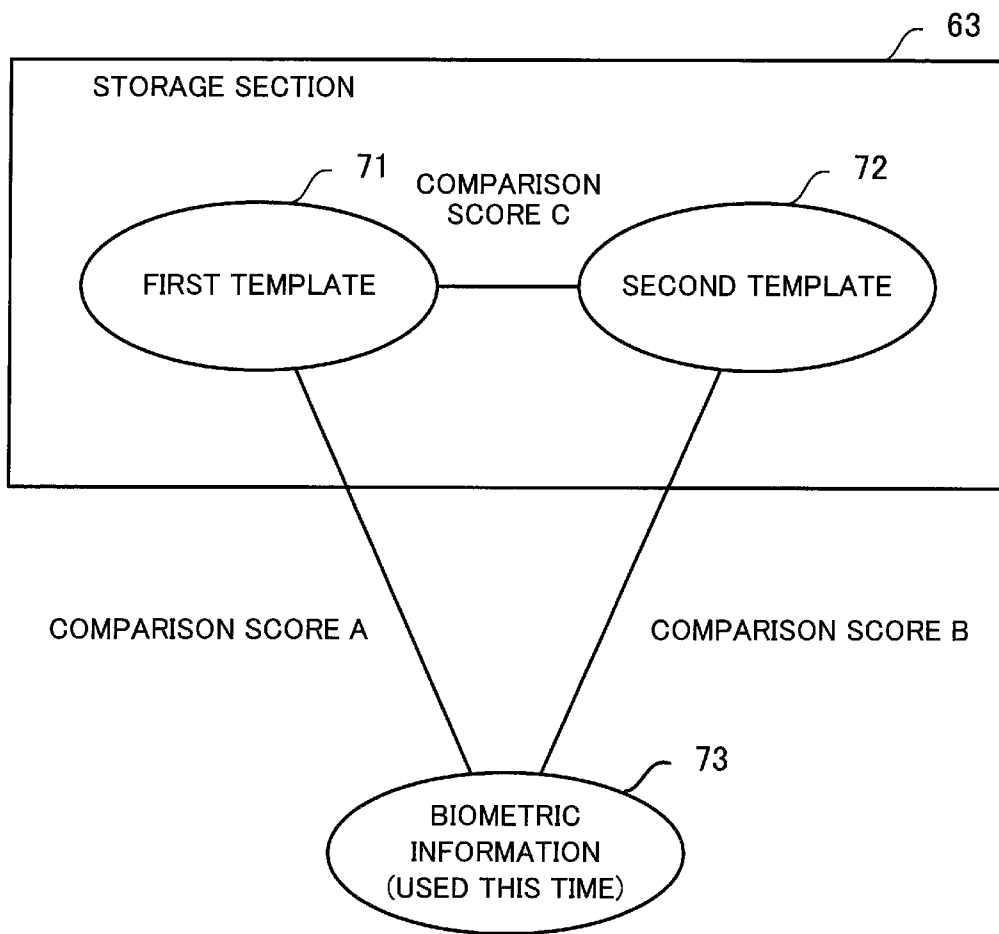 63
STORAGE SECTION
71
COMPARISON
SCORE C
72
FIRST TEMPLATE
SECOND TEMPLATE
COMPARISON SCORE A
COMPARISON SCORE B
73
BIOMETRIC
INFORMATION
(USED THIS TIME)